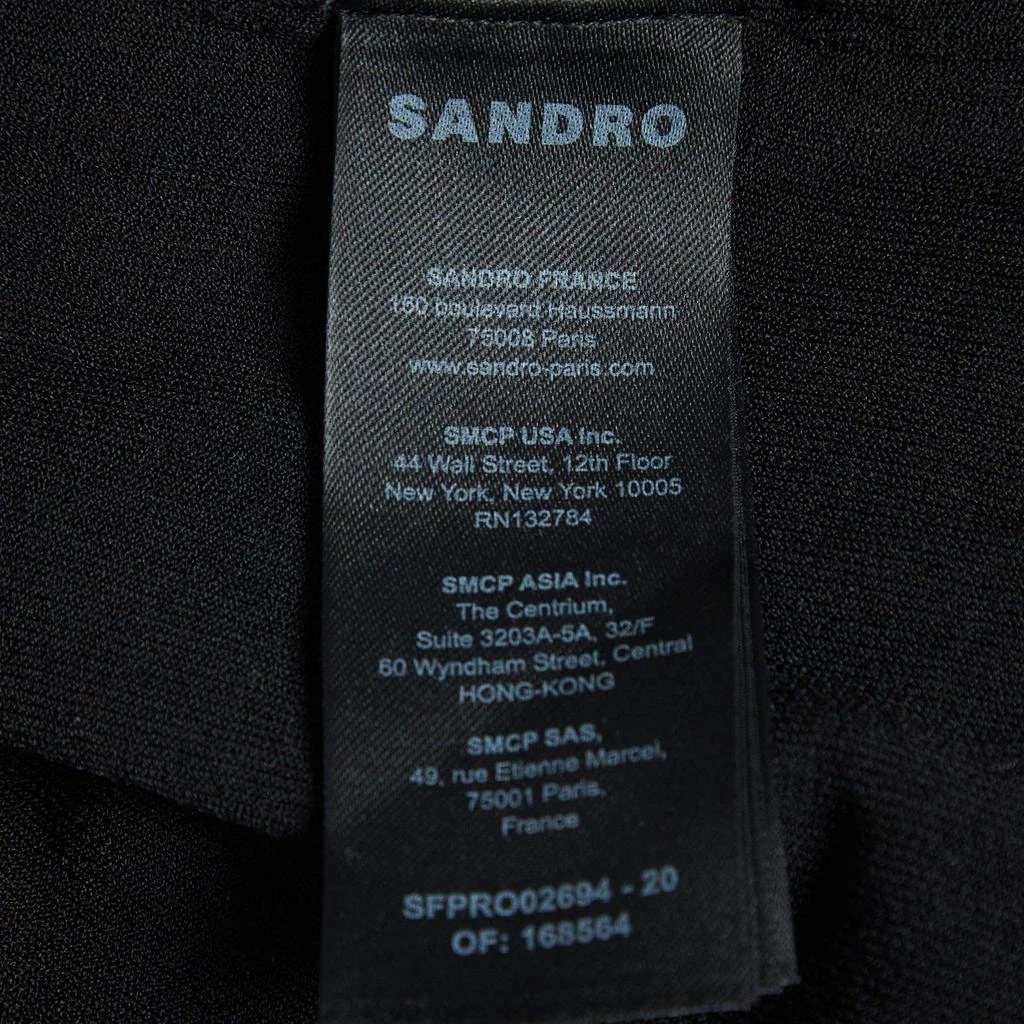 SANDRO
SANDRO FRANCE
150 boulevard Haussmann
75008 Paris
www.sandro-paris.com
SMCP USA Inc.
44 Wall Street, 12th Floor
New York, New York 10005
RN132784
SMCP ASIA Inc.
The Centrium,
Suite 3203A-5A, 32/F
60 Wyndham Street, Central
HONG-KONG
SMCP SAS,
49, rue Etienne Marcel,
75001 Paris,
France
SFPRO02694 - 20
OF: 168564